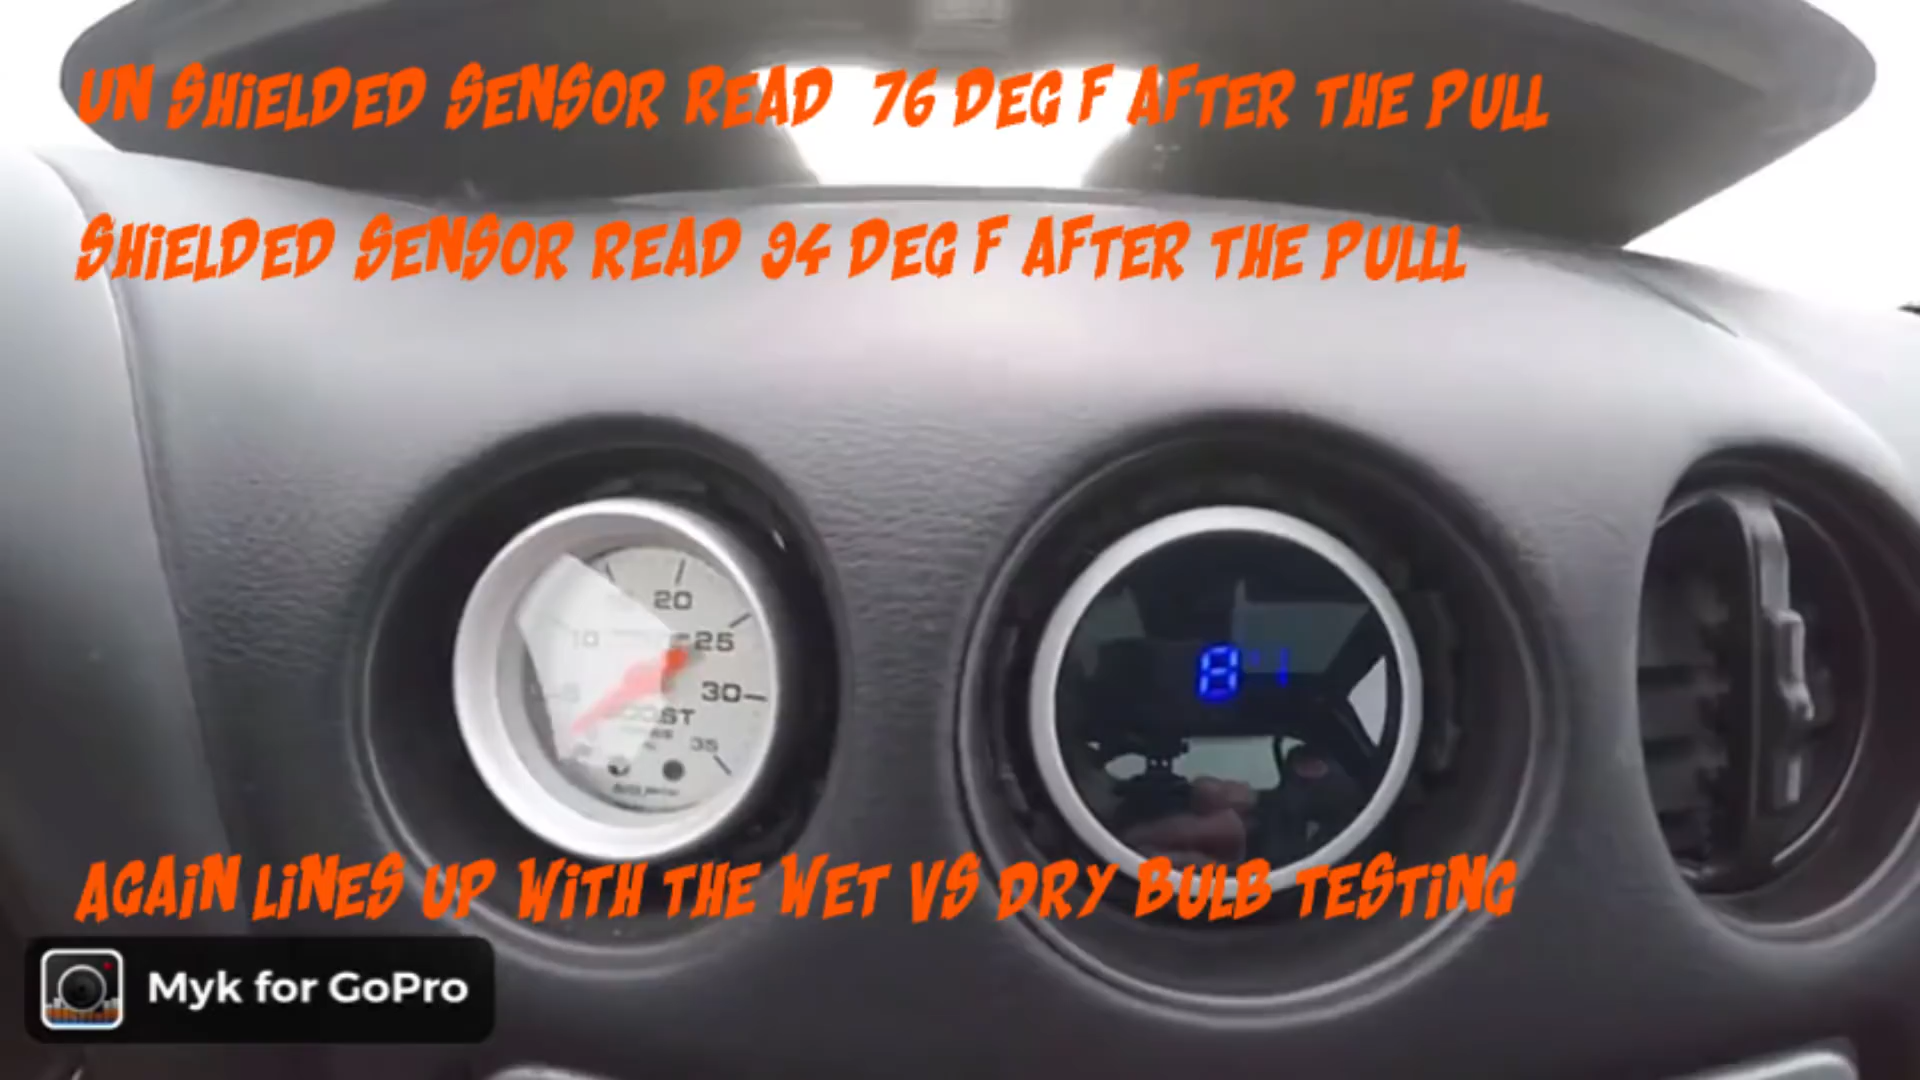 UN SHIELDED SENSOR READ 76 DEG F AFTER THE PULL
SHIELDED SENSOR READ 94 DEG F AFTER THE PULLL
20
10
25
30
35
AGAIN LINES UP WITH THE WET VS DRY BULB TESTING
Myk for GoPro